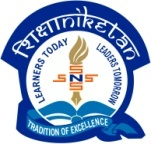 शिक्षानिकेतन
LEARNERS TODAY
LEADERS TOMORROW
SNS
TRADITION OF EXCELLENCE